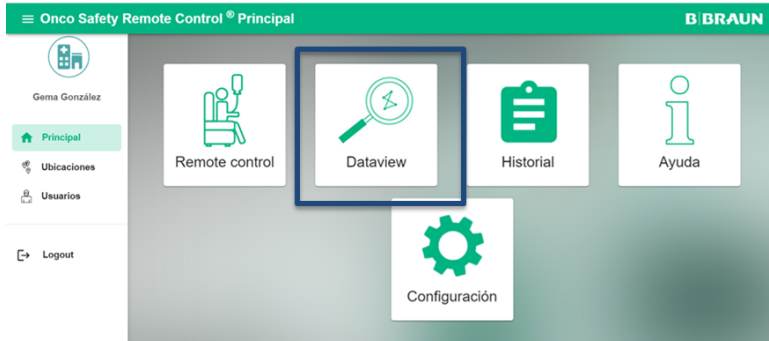 Onco Safety Remote Control ® Principal
B|BRAUN
Gema González
Principal
Ubicaciones
Usuarios
Logout
Remote control
Dataview
Historial
Ayuda
Configuración